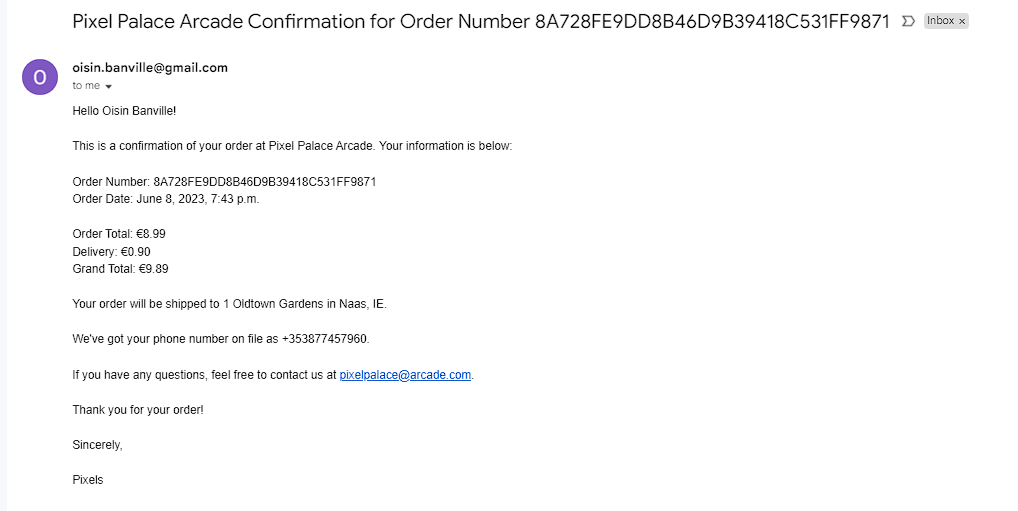 Pixel Palace Arcade Confirmation for Order Number 8A728FE9DD8B46D9B39418C531FF9871 Inbox ×
O
oisin.banville@gmail.com
to me
Hello Oisin Banville!
This is a confirmation of your order at Pixel Palace Arcade. Your information is below:
Order Number: 8A728FE9DD8B46D9B39418C531FF9871
Order Date: June 8, 2023, 7:43 p.m.
Order Total: €8.99
Delivery: €0.90
Grand Total: €9.89
Your order will be shipped to 1 Oldtown Gardens in Naas, IE.
We've got your phone number on file as +353877457960.
If you have any questions, feel free to contact us at pixelpalace@arcade.com.
Thank you for your order!
Sincerely,
Pixels